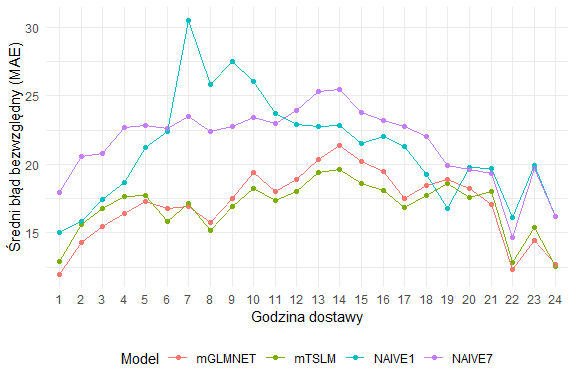 Średni błąd bezwzględny (MAE)
30
25
20
15
1 2 3 4 5 6 7 8 9 10 11 12 13 14 15 16 17 18 19 20 21 22 23 24
Godzina dostawy
Model mGLMNET mTSLM NAIVE1 NAIVE7